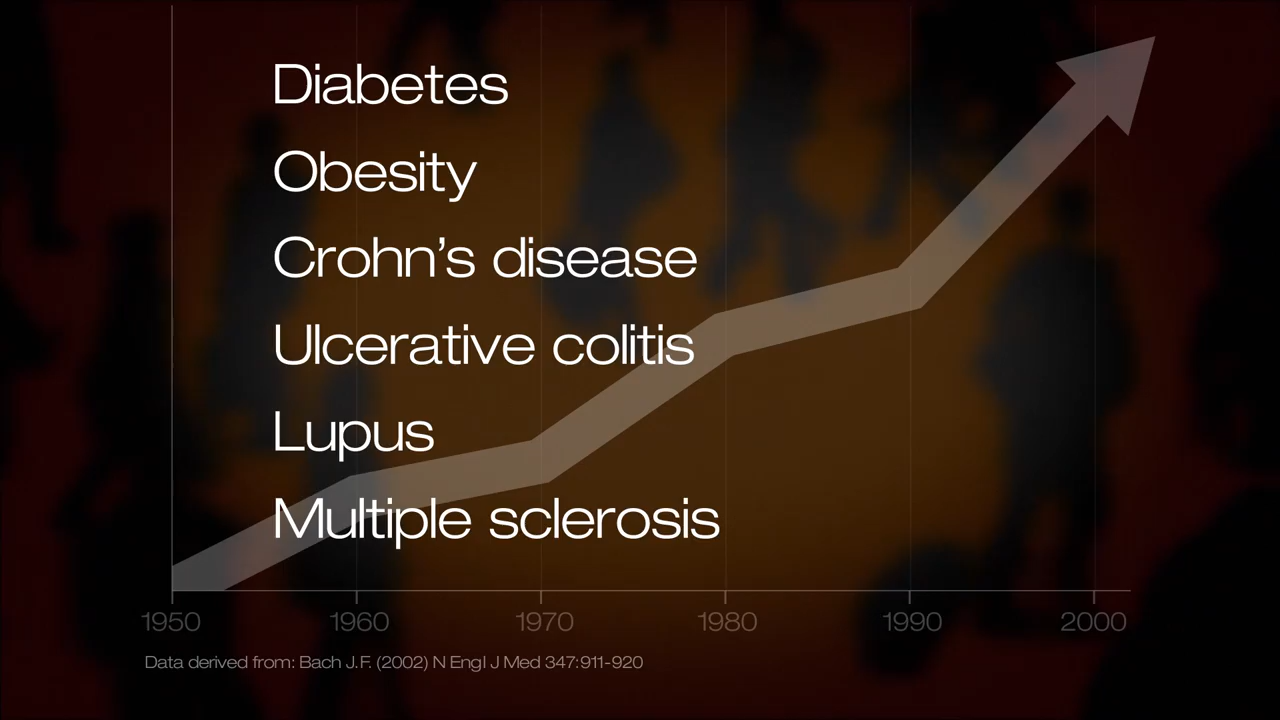 Diabetes
Obesity
Crohn’s disease
Ulcerative colitis
Lupus
Multiple sclerosis
1950 1960 1970 1980 1990 2000
Data derived from: Bach J.F. (2002) N Engl J Med 347:911-920